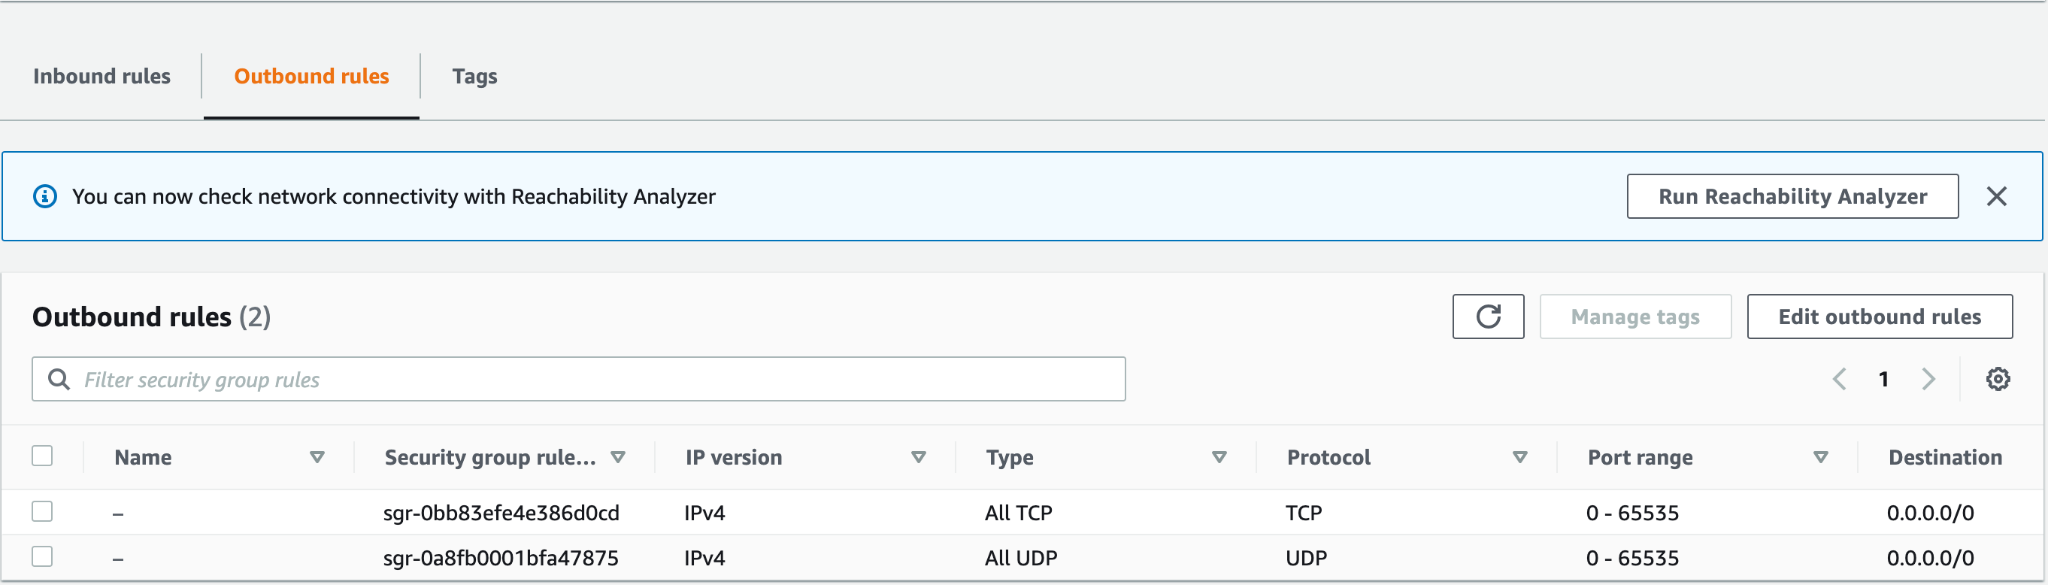 Inbound rules Outbound rules Tags
You can now check network connectivity with Reachability Analyzer Run Reachability Analyzer
Outbound rules (2) Manage tags Edit outbound rules
Filter security group rules 1
Name Security group rule... IP version Type Protocol Port range Destination
– sgr-0bb83efe4e386d0cd IPv4 All TCP TCP 0 - 65535 0.0.0.0/0
– sgr-0a8fb0001bfa47875 IPv4 All UDP UDP 0 - 65535 0.0.0.0/0